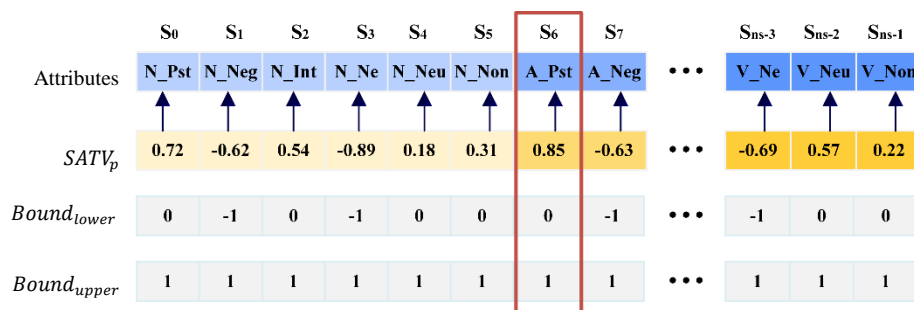 S0 S1 S2 S3 S4 S5 S6 S7 Sns-3 Sns-2 Sns-1
Attributes N_Pst N_Neg N_Int N_Ne N_Neu N_Non A_Pst A_Neg ••• V_Ne V_Neu V_Non
SATVp 0.72 -0.62 0.54 -0.89 0.18 0.31 0.85 -0.63 ••• -0.69 0.57 0.22
Boundlower 0 -1 0 -1 0 0 0 -1 ••• -1 0 0
Boundupper 1 1 1 1 1 1 1 1 ••• 1 1 1